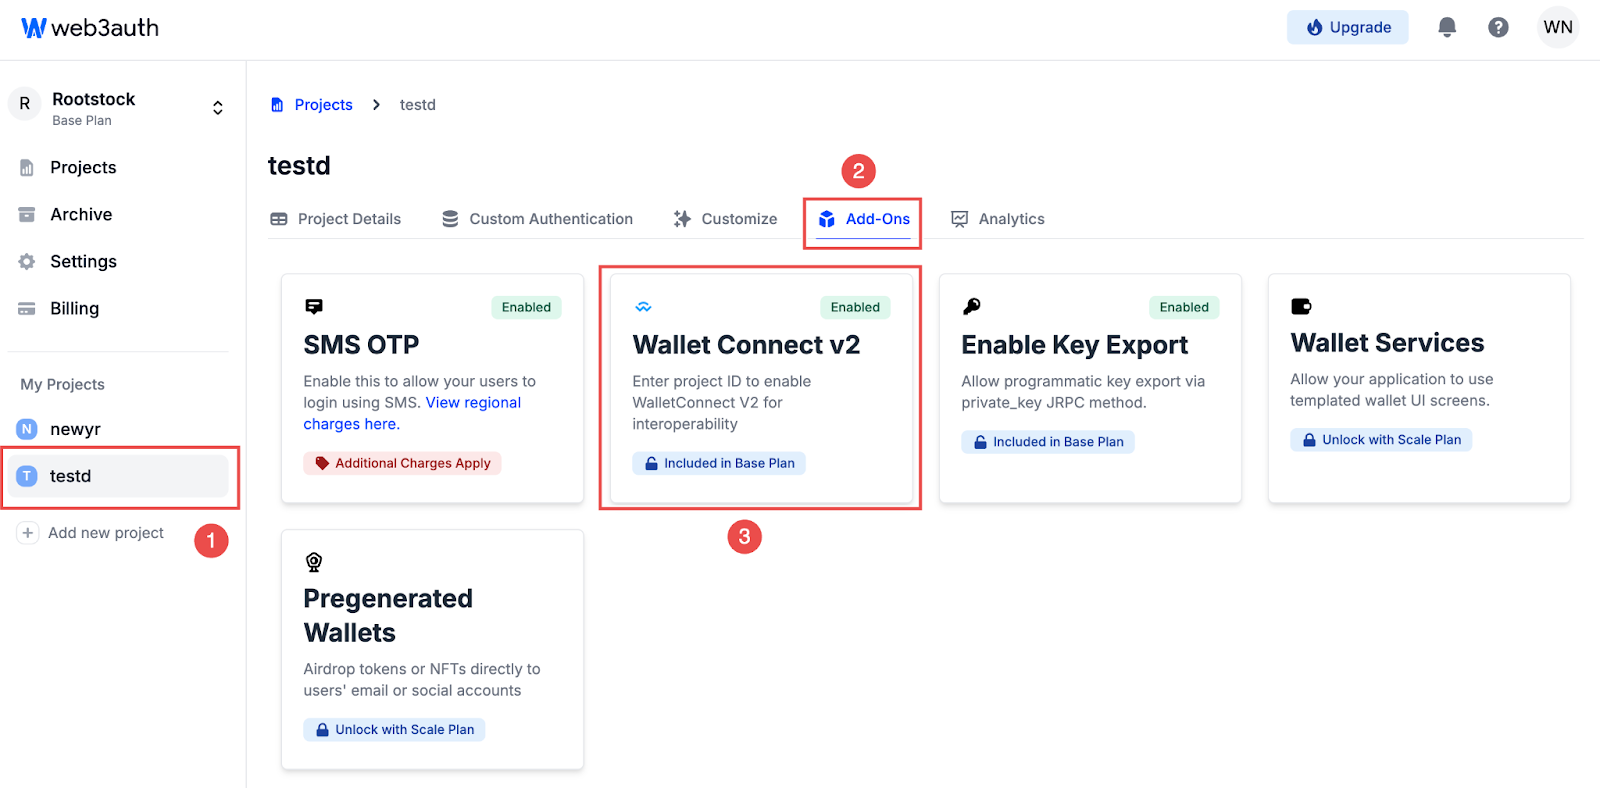 web3auth
Upgrade
WN
R
Rootstock
Base Plan
Projects
Archive
Settings
Billing
My Projects
N newyr
T testd
Add new project
1
Projects > testd
testd
2
Project Details
Custom Authentication
Customize
Add-Ons
Analytics
Enabled
SMS OTP
Enable this to allow your users to
login using SMS. View regional
charges here.
Additional Charges Apply
Enabled
Wallet Connect v2
Enter project ID to enable
WalletConnect V2 for
interoperability
Included in Base Plan
3
Enabled
Enable Key Export
Allow programmatic key export via
private_key JRPC method.
Included in Base Plan
Wallet Services
Allow your application to use
templated wallet UI screens.
Unlock with Scale Plan
Pregenerated
Wallets
Airdrop tokens or NFTs directly to
users' email or social accounts
Unlock with Scale Plan